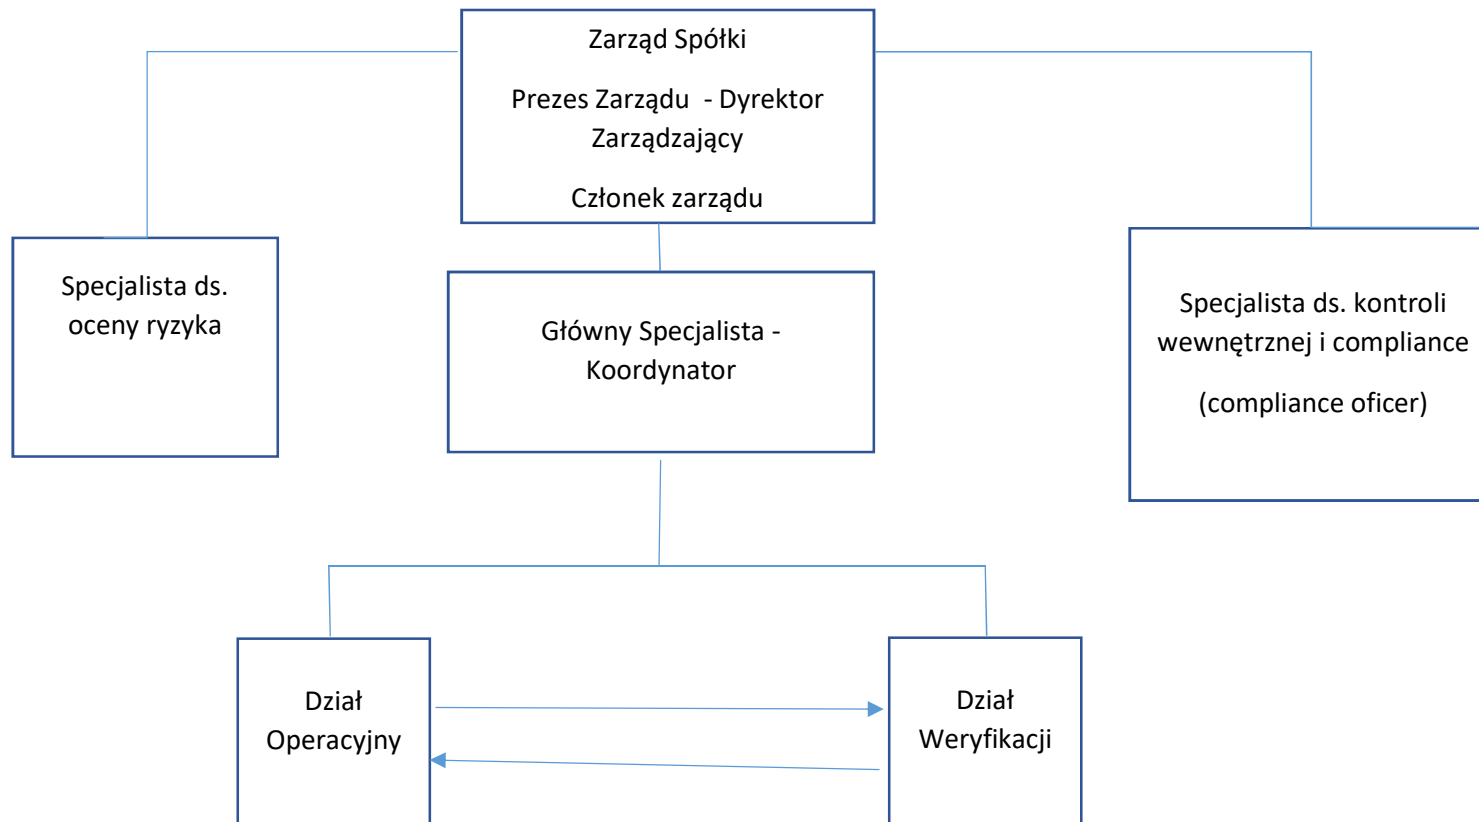 Zarząd Spółki
Prezes Zarządu - Dyrektor
Zarządzający
Członek zarządu
Specjalista ds.
oceny ryzyka
Główny Specjalista -
Koordynator
Specjalista ds. kontroli
wewnętrznej i compliance
(compliance oficer)
Dział
Operacyjny
Dział
Weryfikacji